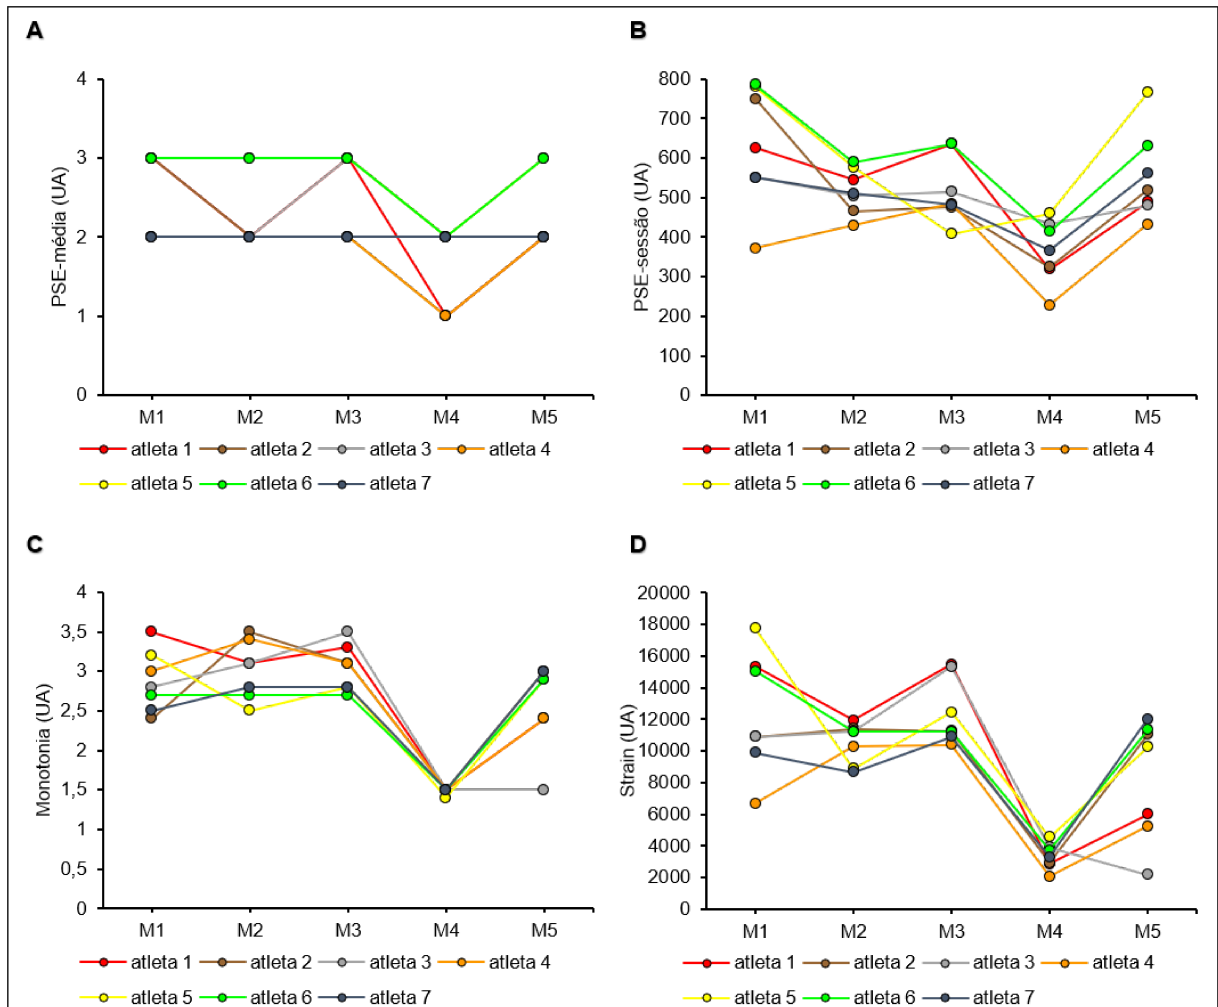 A
PSE-média (UA)
4
3
2
1
0
M1 M2 M3 M4 M5
atleta 1 atleta 2 atleta 3 atleta 4
atleta 5 atleta 6 atleta 7
B
PSE-sessão (UA)
800
700
600
500
400
300
200
100
0
M1 M2 M3 M4 M5
atleta 1 atleta 2 atleta 3 atleta 4
atleta 5 atleta 6 atleta 7
C
Monotonia (UA)
4
3,5
3
2,5
2
1,5
1
0,5
0
M1 M2 M3 M4 M5
atleta 1 atleta 2 atleta 3 atleta 4
atleta 5 atleta 6 atleta 7
D
Strain (UA)
20000
18000
16000
14000
12000
10000
8000
6000
4000
2000
0
M1 M2 M3 M4 M5
atleta 1 atleta 2 atleta 3 atleta 4
atleta 5 atleta 6 atleta 7